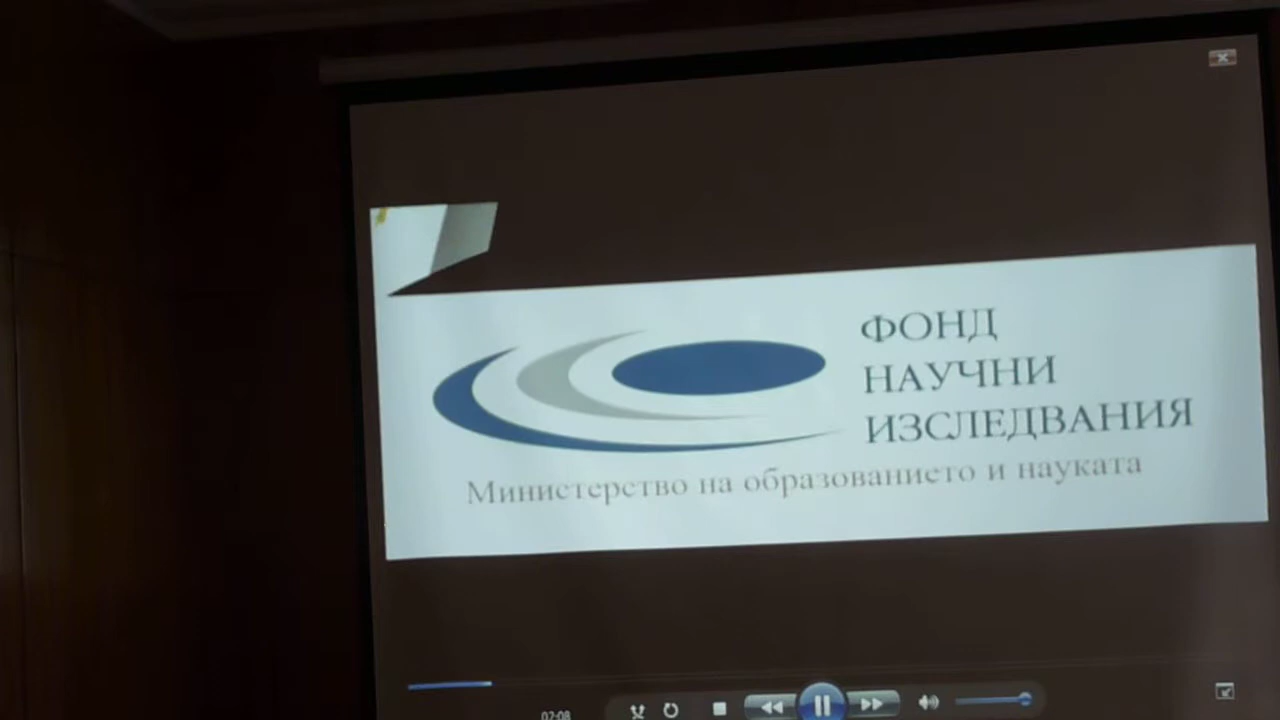 ФОНД
НАУЧНИ
ИЗСЛЕДВАНИЯ
Министерство на образованието и науката
02:08